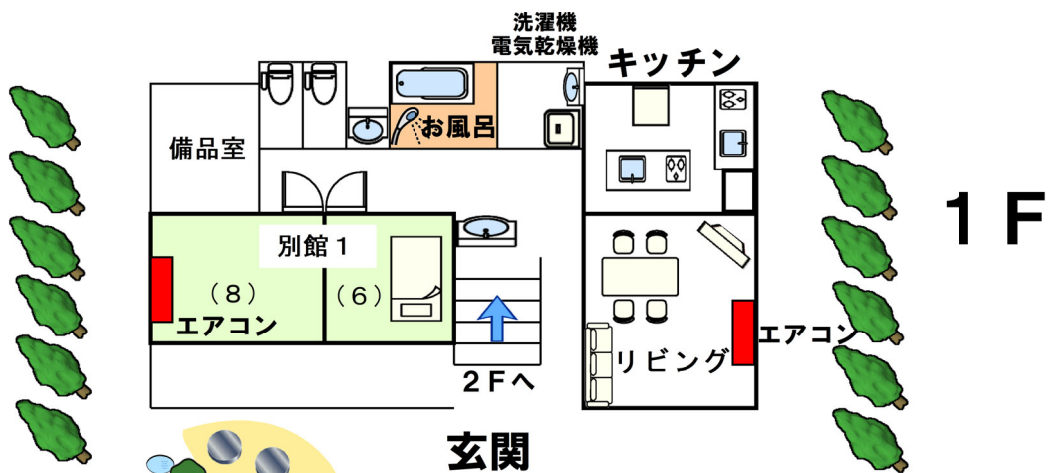 洗濯機
電気乾燥機
キッチン
お風呂
備品室
1F
別館1
(8)
(6)
エアコン
エアコン
リビング
2Fへ
玄関